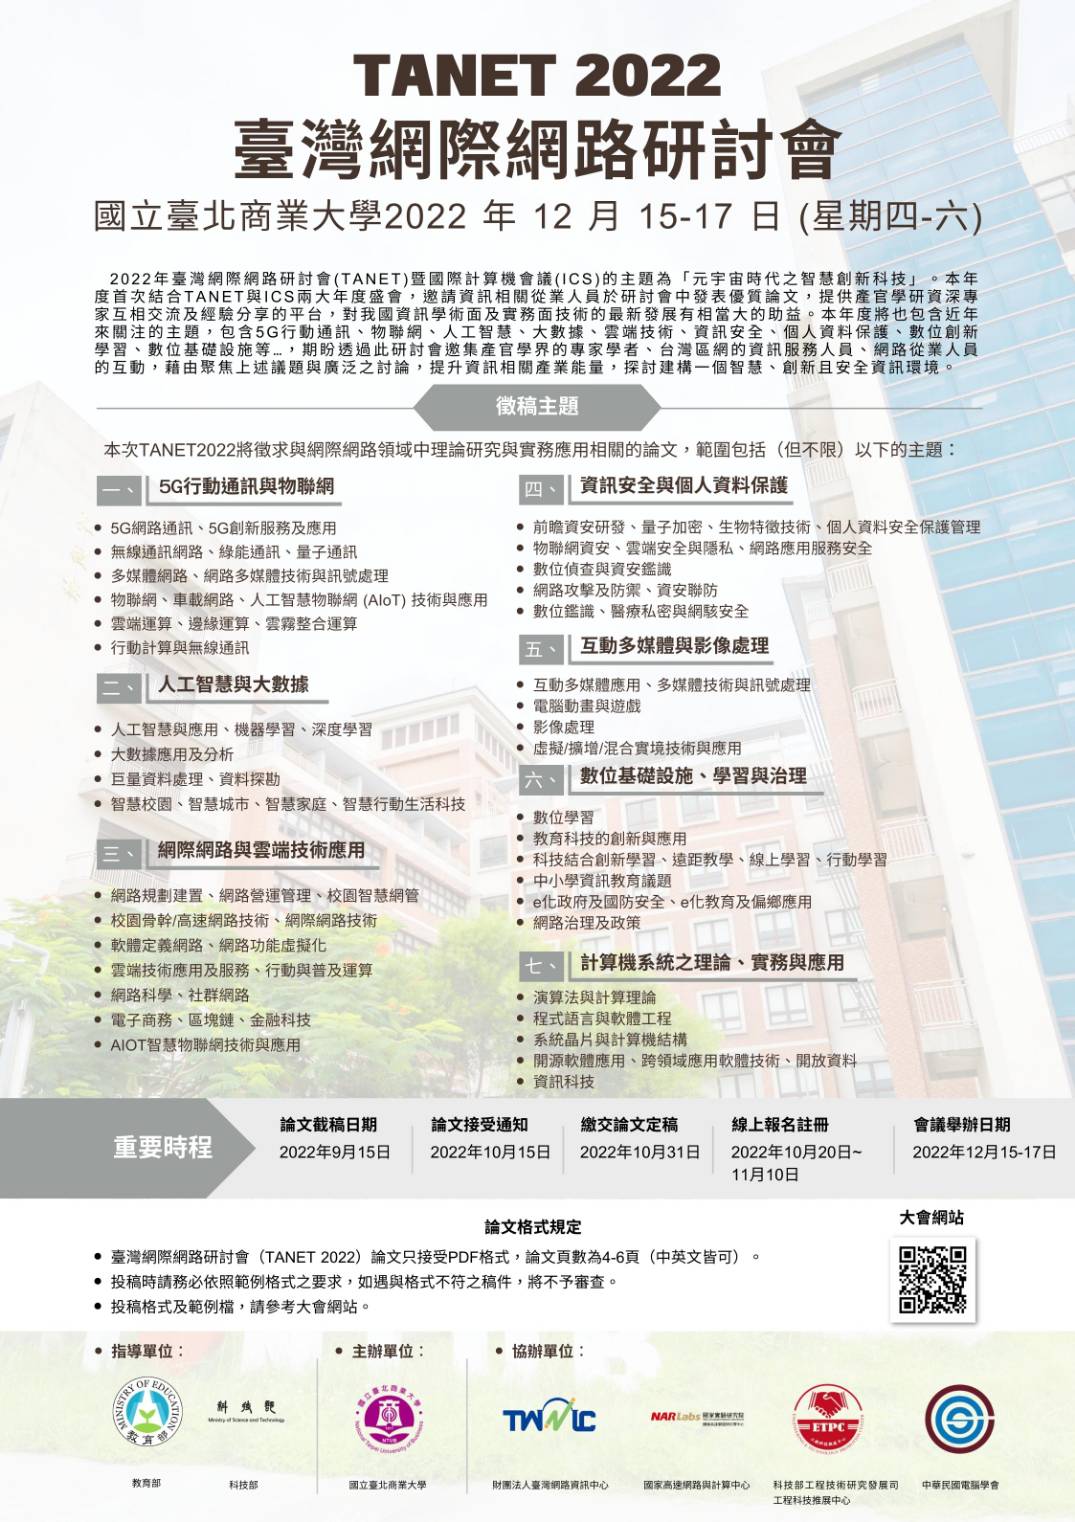 TANET 2022
臺灣網際網路研討會
國立臺北商業大學2022 年 12 月 15-17 日 (星期四-六)
2022年臺灣網際網路研討會(TANET)暨國際計算機會議(ICS)的主題為「元宇宙時代之智慧創新科技」。本年
度首次結合TANET與ICS兩大年度盛會，邀請資訊相關從業人員於研討會中發表優質論文，提供產官學研資深專
家互相交流及經驗分享的平台，對我國資訊學術面及實務面技術的最新發展有相當大的助益。本年度將也包含近年
來關注的主題，包含5G行動通訊、物聯網、人工智慧、大數據、雲端技術、資訊安全、個人資料保護、數位創新
學習、數位基礎設施等…，期盼透過此研討會邀集產官學界的專家學者、台灣區網的資訊服務人員、網路從業人員
的互動，藉由聚焦上述議題與廣泛之討論，提升資訊相關產業能量，探討建構一個智慧、創新且安全資訊環境。
徵稿主題
本次TANET2022將徵求與網際網路領域中理論研究與實務應用相關的論文，範圍包括（但不限）以下的主題：
一、 5G行動通訊與物聯網
• 5G網路通訊、5G創新服務及應用
• 無線通訊網路、綠能通訊、量子通訊
• 多媒體網路、網路多媒體技術與訊號處理
• 物聯網、車載網路、人工智慧物聯網 (AIoT) 技術與應用
• 雲端運算、邊緣運算、雲霧整合運算
• 行動計算與無線通訊
二、 人工智慧與大數據
• 人工智慧與應用、機器學習、深度學習
• 大數據應用及分析
• 巨量資料處理、資料探勘
• 智慧校園、智慧城市、智慧家庭、智慧行動生活科技
三、 網際網路與雲端技術應用
• 網路規劃建置、網路營運管理、校園智慧網管
• 校園骨幹/高速網路技術、網際網路技術
• 軟體定義網路、網路功能虛擬化
• 雲端技術應用及服務、行動與普及運算
• 網路科學、社群網路
• 電子商務、區塊鏈、金融科技
• AIOT智慧物聯網技術與應用
四、 資訊安全與個人資料保護
• 前瞻資安研發、量子加密、生物特徵技術、個人資料安全保護管理
• 物聯網資安、雲端安全與隱私、網路應用服務安全
• 數位偵查與資安鑑識
• 網路攻擊及防禦、資安聯防
• 數位鑑識、醫療私密與網駭安全
五、 互動多媒體與影像處理
• 互動多媒體應用、多媒體技術與訊號處理
• 電腦動畫與遊戲
• 影像處理
• 虛擬/擴增/混合實境技術與應用
六、 數位基礎設施、學習與治理
• 數位學習
• 教育科技的創新與應用
• 科技結合創新學習、遠距教學、線上學習、行動學習
• 中小學資訊教育議題
• e化政府及國防安全、e化教育及偏鄉應用
• 網路治理及政策
七、 計算機系統之理論、實務與應用
• 演算法與計算理論
• 程式語言與軟體工程
• 系統晶片與計算機結構
• 開源軟體應用、跨領域應用軟體技術、開放資料
• 資訊科技
重要時程
論文截稿日期
2022年9月15日
論文接受通知
2022年10月15日
繳交論文定稿
2022年10月31日
線上報名註冊
2022年10月20日~
11月10日
會議舉辦日期
2022年12月15-17日
論文格式規定
• 臺灣網際網路研討會（TANET 2022）論文只接受PDF格式，論文頁數為4-6頁（中英文皆可）。
• 投稿時請務必依照範例格式之要求，如遇與格式不符之稿件，將不予審查。
• 投稿格式及範例檔，請參考大會網站。
大會網站
• 指導單位：
MINISTRY OF EDUCATION
教育部
教育部
科技部
Ministry of Science and Technology
科技部
• 主辦單位：
國立臺北商業大學
National Taipei University of Business
國立臺北商業大學
• 協辦單位：
TWNIC
財團法人臺灣網路資訊中心
NARLabs 國家實驗研究院
國家高速網路與計算中心
ETPC
科技部工程技術研究發展司
工程科技推展中心
中華民國電腦學會